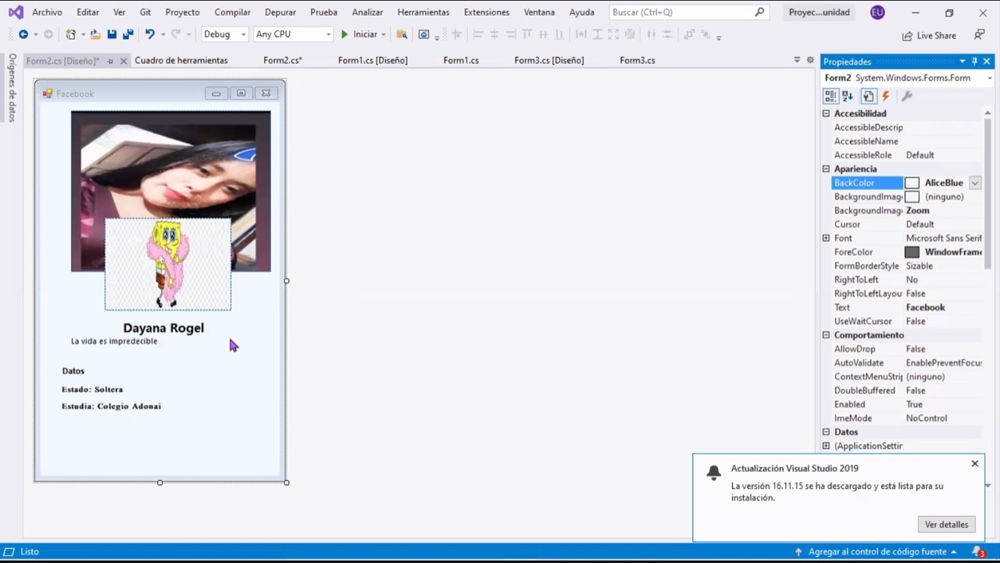 Archivo Editar Ver Git Proyecto Compilar Depurar Prueba Analizar Herramientas Extensiones Ventana Ayuda Buscar (Ctrl+Q) Proyec...unidad EU
Debug Any CPU Iniciar Live Share
Form2.cs [Diseño]* Cuadro de herramientas Form2.cs* Form1.cs [Diseño] Form1.cs Form3.cs [Diseño] Form3.cs
Orígenes de datos
Facebook
Dayana Rogel
La vida es impredecible
Datos
Estado: Soltera
Estudia: Colegio Adonai
Propiedades
Form2 System.Windows.Forms.Form
Accesibilidad
AccessibleDescrip
AccessibleName
AccessibleRole Default
Apariencia
BackColor AliceBlue
BackgroundImag (ninguno)
BackgroundImag Zoom
Cursor Default
Font Microsoft Sans Serif
ForeColor WindowFrame
FormBorderStyle Sizable
RightToLeft No
RightToLeftLayou False
Text Facebook
UseWaitCursor False
Comportamiento
AllowDrop False
AutoValidate EnablePreventFocus
ContextMenuStrip (ninguno)
DoubleBuffered False
Enabled True
ImeMode NoControl
Datos
(ApplicationSettin
Actualización Visual Studio 2019
La versión 16.11.15 se ha descargado y está lista para su
instalación.
Ver detalles
Listo Agregar al control de código fuente 3